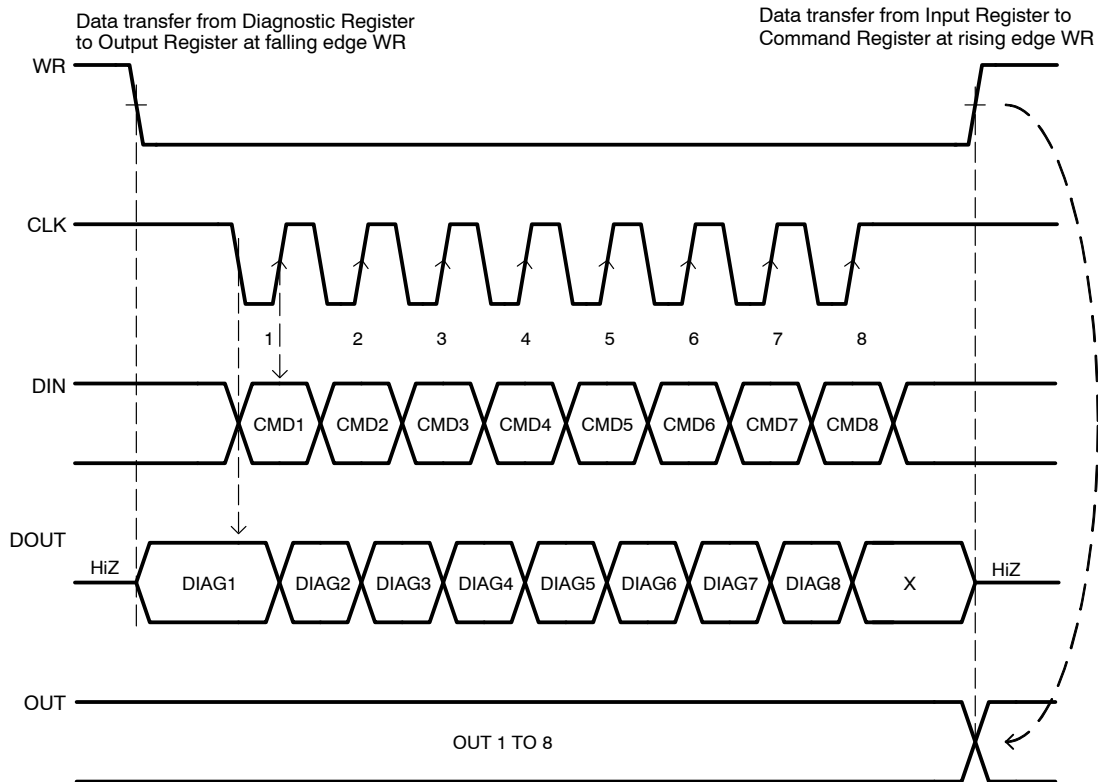 Data transfer from Diagnostic Register
to Output Register at falling edge WR
Data transfer from Input Register to
Command Register at rising edge WR
WR
CLK
1 2 3 4 5 6 7 8
DIN
CMD1 CMD2 CMD3 CMD4 CMD5 CMD6 CMD7 CMD8
DOUT
HiZ DIAG1 DIAG2 DIAG3 DIAG4 DIAG5 DIAG6 DIAG7 DIAG8 X HiZ
OUT
OUT 1 TO 8